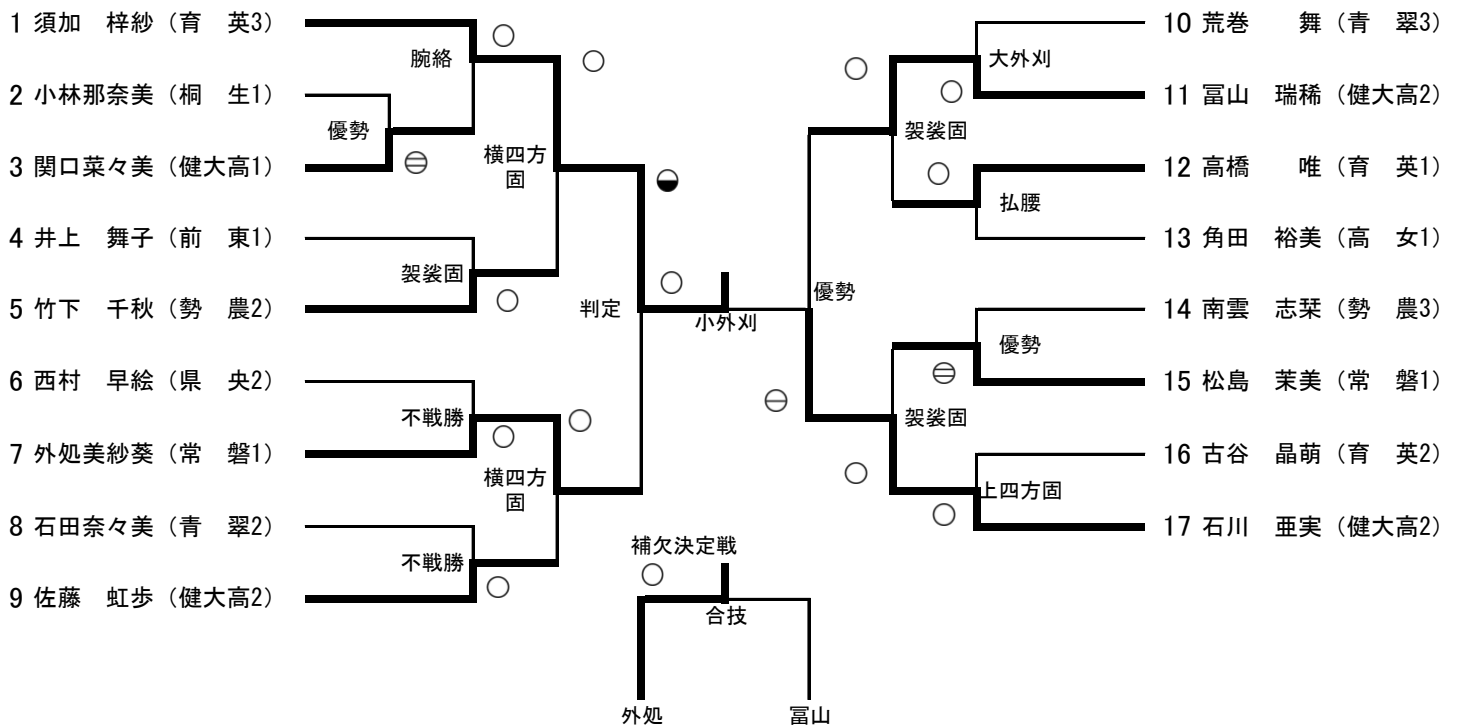 1 須加　梓紗（育　英3）
2 小林那奈美（桐　生1）
3 関口菜々美（健大高1）
4 井上　舞子（前　東1）
5 竹下　千秋（勢　農2）
6 西村　早絵（県　央2）
7 外処美紗葵（常　磐1）
8 石田奈々美（青　翠2）
9 佐藤　虹歩（健大高2）
腕絡
優勢
袈裟固
不戦勝
不戦勝
横四方
固
横四方
固
判定
小外刈
優勢
大外刈
袈裟固
払腰
優勢
袈裟固
上四方固
10 荒巻　　舞（青　翠3）
11 冨山　瑞稀（健大高2）
12 高橋　　唯（育　英1）
13 角田　裕美（高　女1）
14 南雲　志栞（勢　農3）
15 松島　茉美（常　磐1）
16 古谷　晶萌（育　英2）
17 石川　亜実（健大高2）
補欠決定戦
合技
外処
冨山